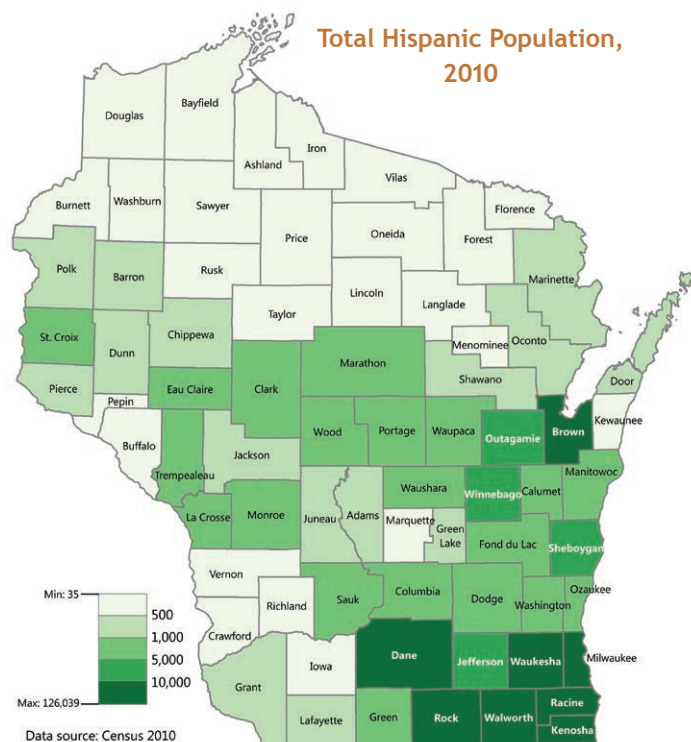 Total Hispanic Population,
2010
Douglas
Bayfield
Iron
Ashland
Vilas
Burnett
Washburn
Sawyer
Florence
Price
Oneida
Forest
Polk
Barron
Rusk
Marinette
Lincoln
Langlade
Taylor
St. Croix
Chippewa
Oconto
Menominee
Dunn
Marathon
Pierce
Eau Claire
Clark
Shawano
Door
Pepin
Kewaunee
Buffalo
Wood
Portage
Waupaca
Outagamie
Brown
Jackson
Trempealeau
Manitowoc
Waushara
Winnebago
Calumet
La Crosse
Monroe
Juneau
Adams
Marquette
Green
Lake
Fond du Lac
Sheboygan
Vernon
Richland
Sauk
Columbia
Dodge
Washington
Ozaukee
Crawford
Iowa
Dane
Jefferson
Waukesha
Milwaukee
Grant
Lafayette
Green
Rock
Walworth
Racine
Kenosha
Min: 35
500
1,000
5,000
10,000
Max: 126,039
Data source: Census 2010